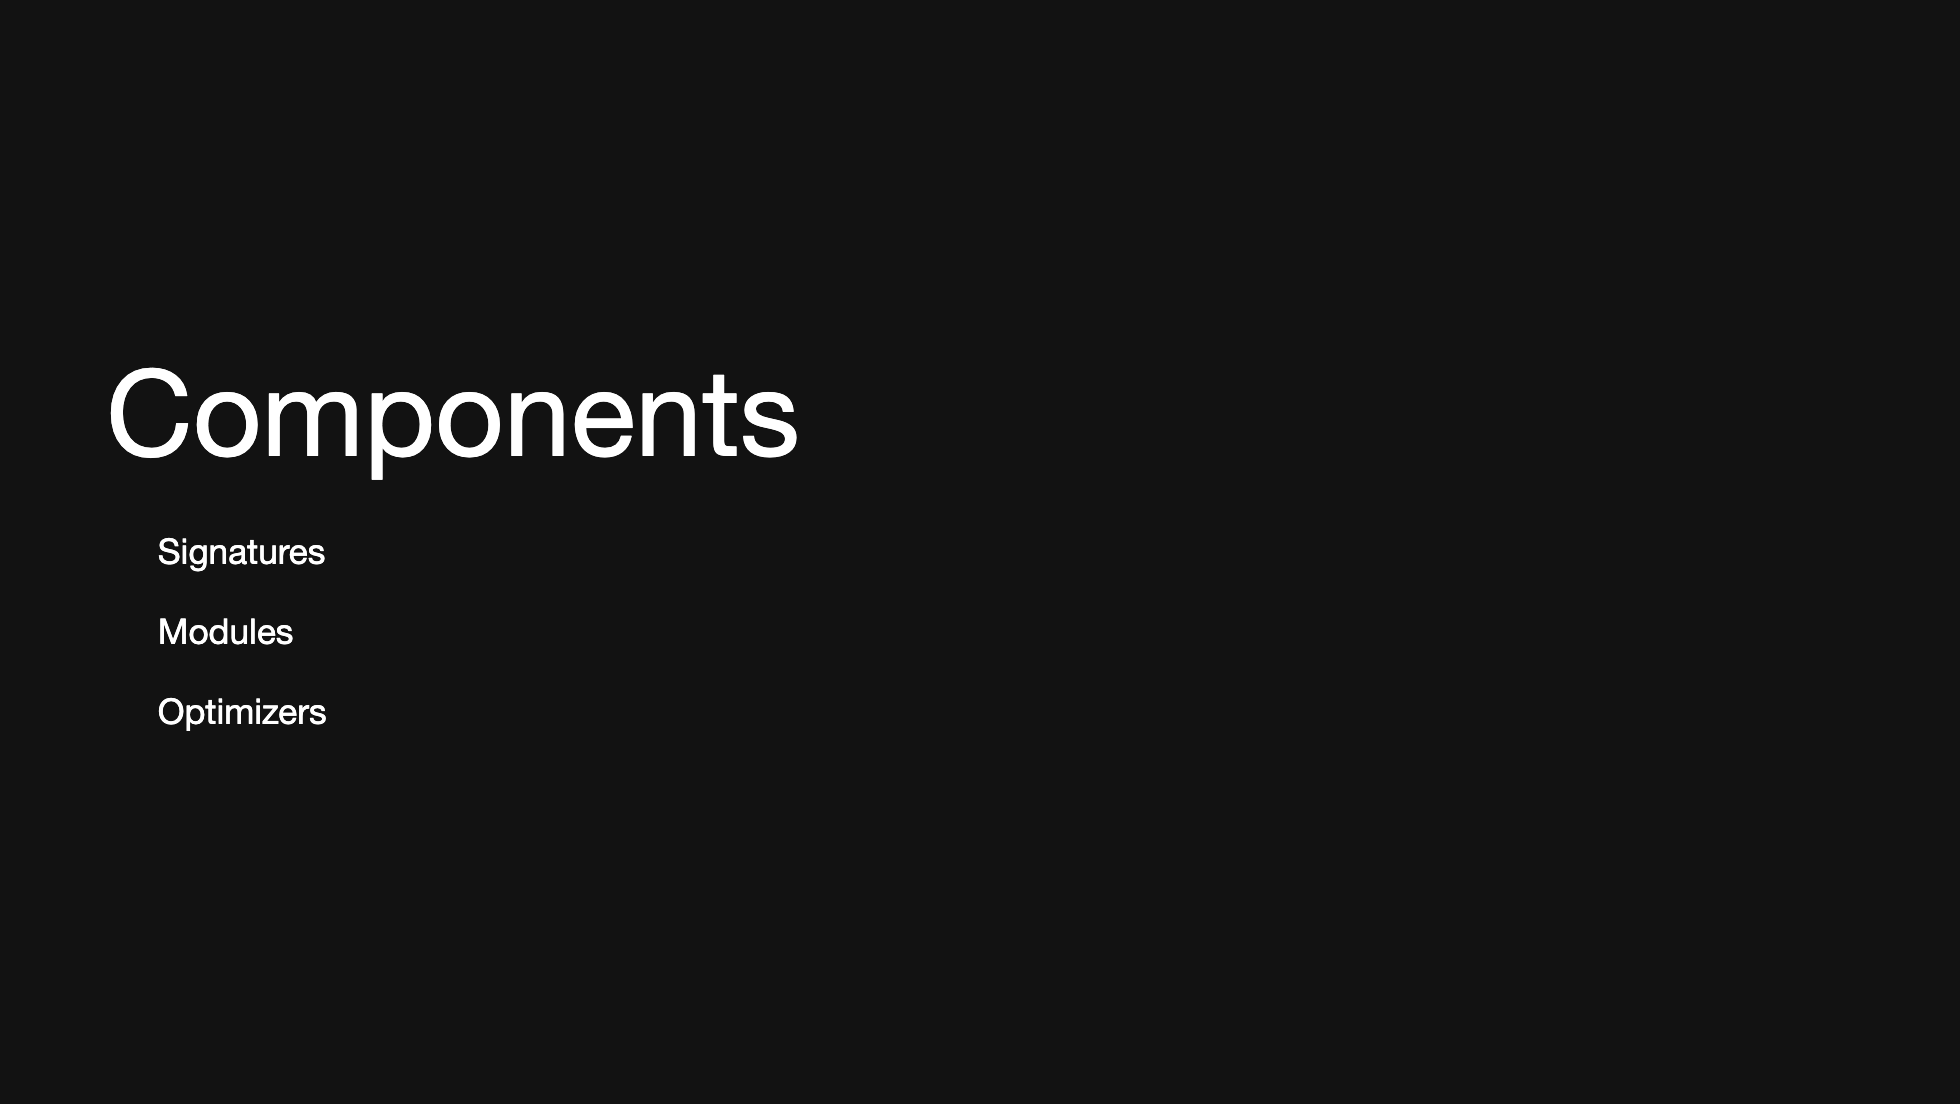 Components
Signatures
Modules
Optimizers